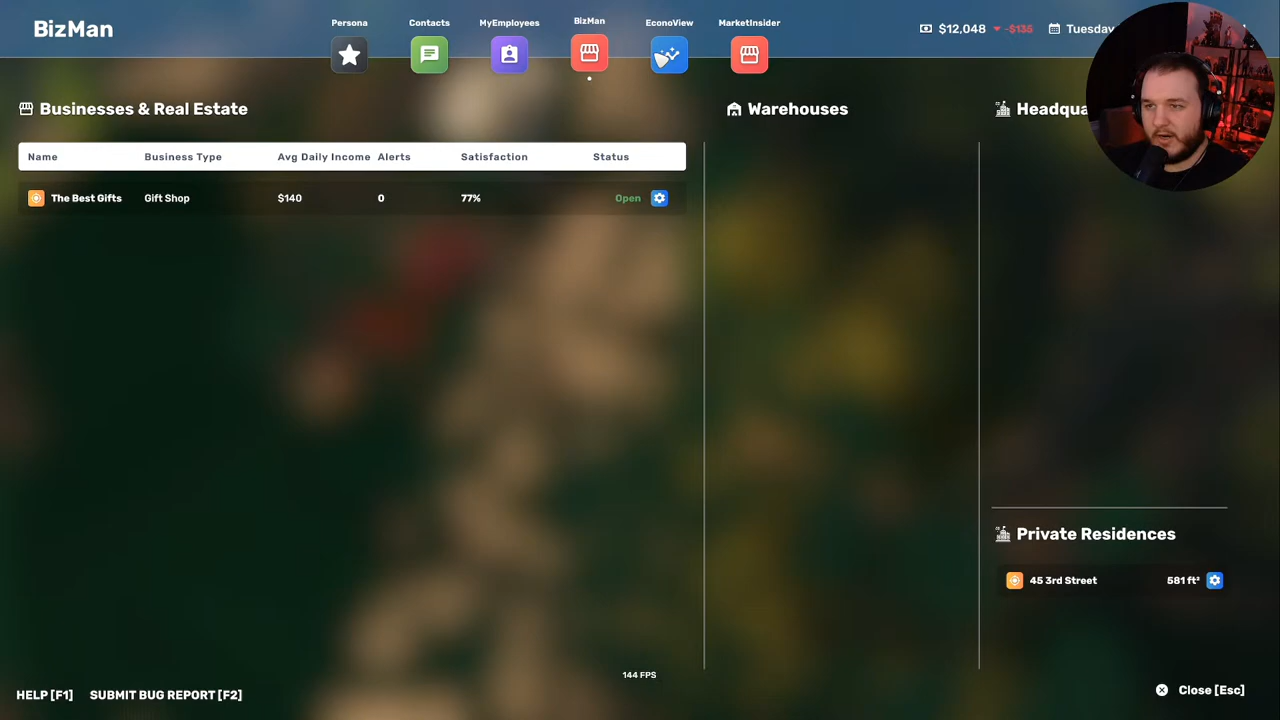 BizMan
Persona
Contacts
MyEmployees
BizMan
EconoView
MarketInsider
$12,048 -$135
Tuesday
Businesses & Real Estate
Name Business Type Avg Daily Income Alerts Satisfaction Status
The Best Gifts Gift Shop $140 0 77% Open
Warehouses
Private Residences
45 3rd Street 581 ft²
144 FPS
HELP [F1] SUBMIT BUG REPORT [F2]
Close [Esc]